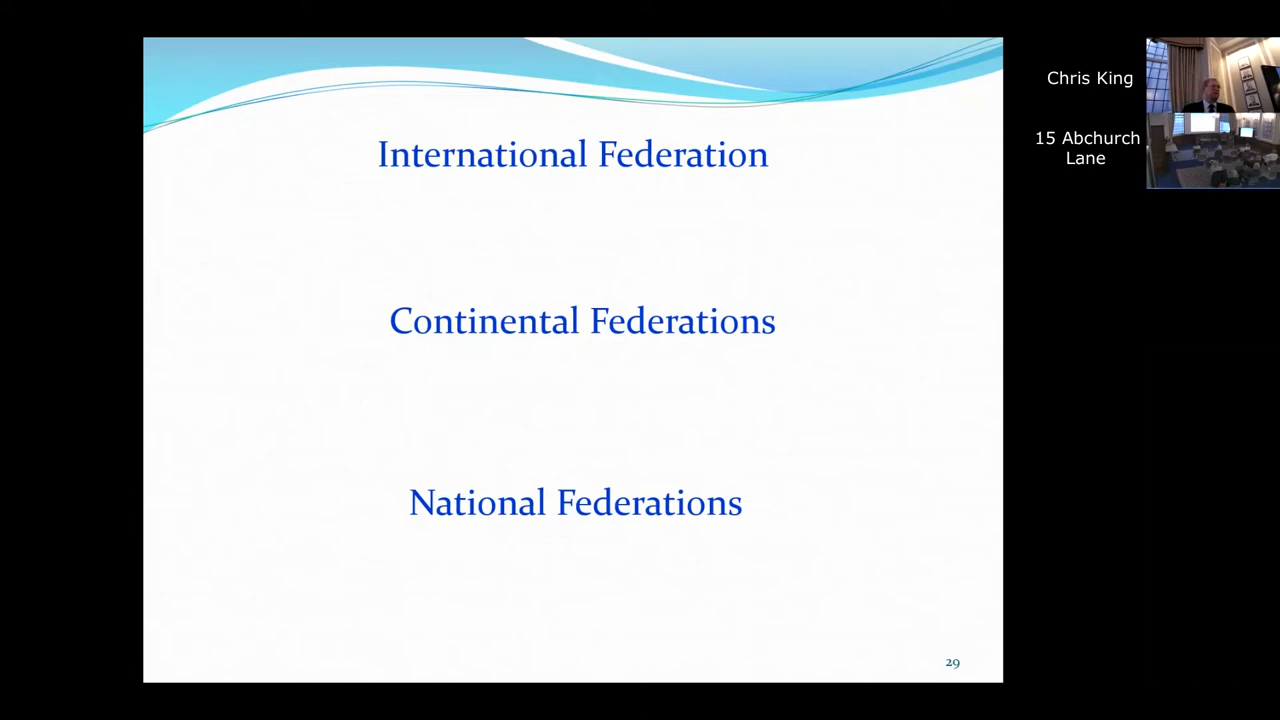 International Federation
Continental Federations
National Federations
29
Chris King
15 Abchurch
Lane